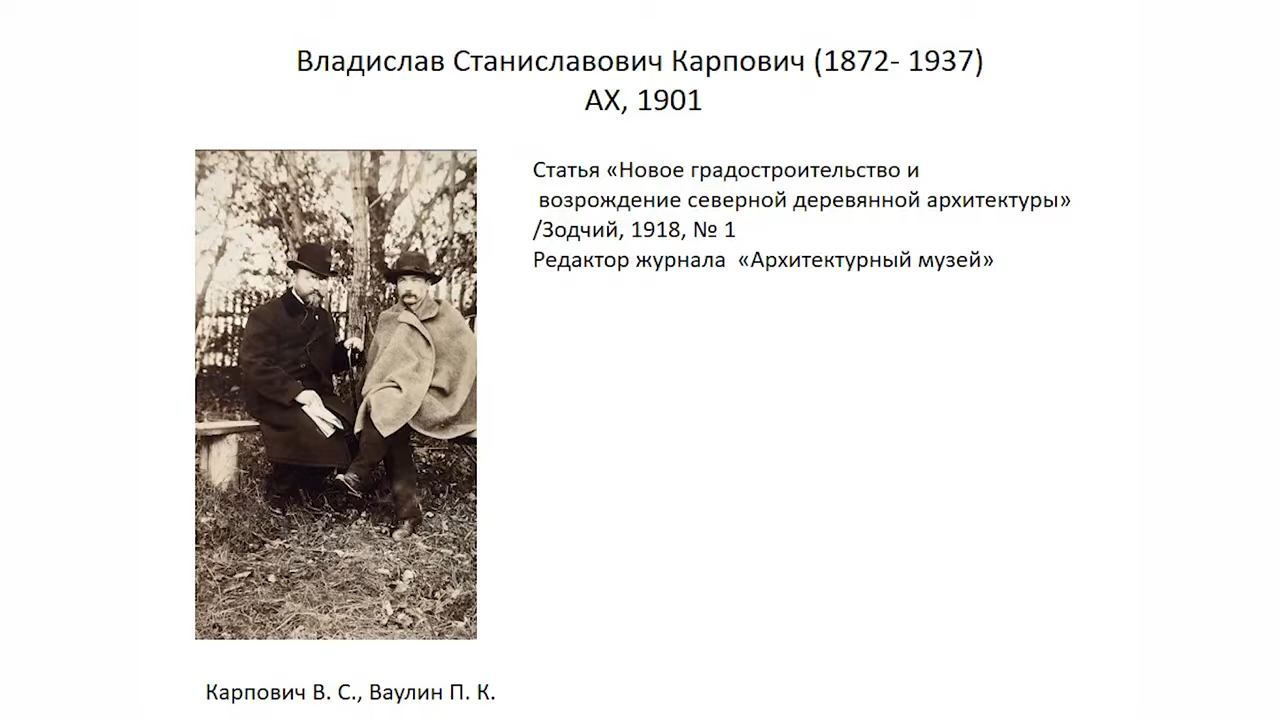 Владислав Станиславович Карпович (1872- 1937)
АХ, 1901
Статья «Новое градостроительство и
возрождение северной деревянной архитектуры»
/Зодчий, 1918, № 1
Редактор журнала «Архитектурный музей»
Карпович В. С., Ваулин П. К.